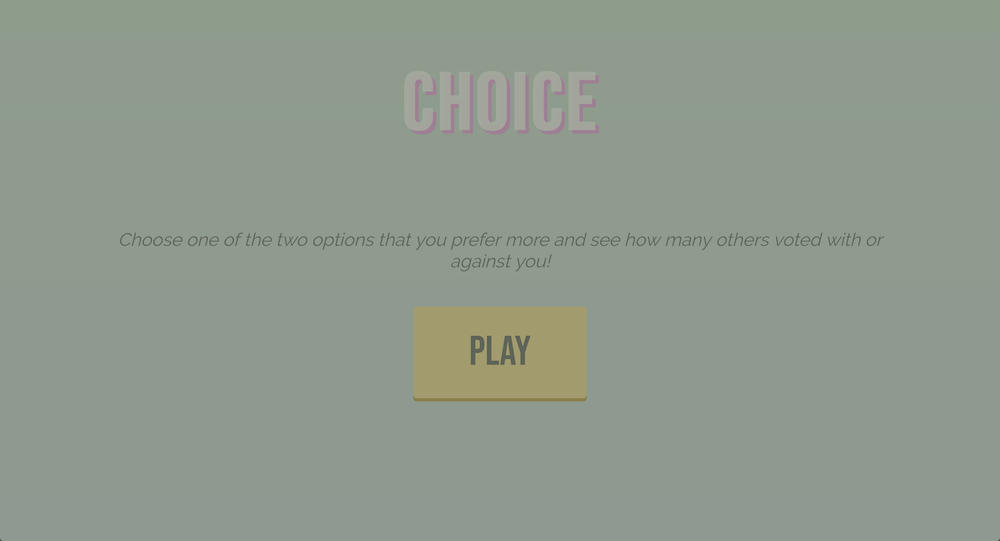 CHOICE
Choose one of the two options that you prefer more and see how many others voted with or
against you!
PLAY